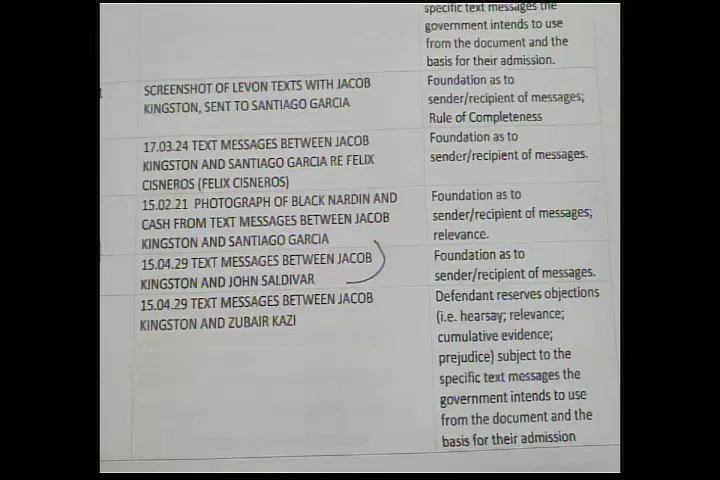 specific text messages the
government intends to use
from the document and the
basis for their admission.
SCREENSHOT OF LEVON TEXTS WITH JACOB
KINGSTON, SENT TO SANTIAGO GARCIA
Foundation as to
sender/recipient of messages;
Rule of Completeness
17.03.24 TEXT MESSAGES BETWEEN JACOB
KINGSTON AND SANTIAGO GARCIA RE FELIX
CISNEROS (FELIX CISNEROS)
Foundation as to
sender/recipient of messages.
15.02.21 PHOTOGRAPH OF BLACK NARDIN AND
CASH FROM TEXT MESSAGES BETWEEN JACOB
KINGSTON AND SANTIAGO GARCIA
Foundation as to
sender/recipient of messages;
relevance.
15.04.29 TEXT MESSAGES BETWEEN JACOB
KINGSTON AND JOHN SALDIVAR
Foundation as to
sender/recipient of messages.
15.04.29 TEXT MESSAGES BETWEEN JACOB
KINGSTON AND ZUBAIR KAZI
Defendant reserves objections
(i.e. hearsay; relevance;
cumulative evidence;
prejudice) subject to the
specific text messages the
government intends to use
from the document and the
basis for their admission